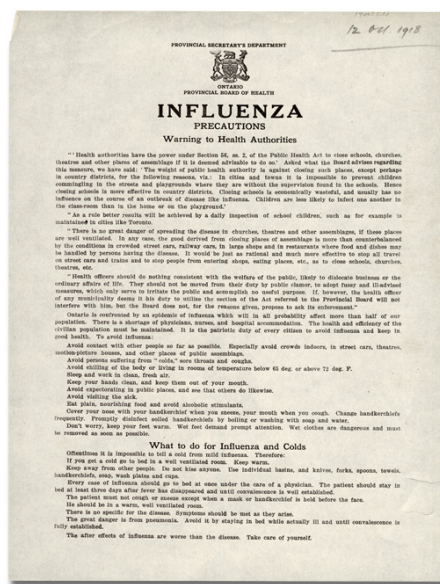 12 Oct 1918
PROVINCIAL SECRETARY'S DEPARTMENT
ONTARIO
PROVINCIAL BOARD OF HEALTH
INFLUENZA
PRECAUTIONS
Warning to Health Authorities
"'Health authorities have the power under Section 56, ss. 2, of the Public Health Act to close schools, churches,
theatres and other places of assemblages if it is deemed advisable to do so.' Asked what the Board advises regarding
this measure, we have said: 'The weight of public health authority is against closing such places, except perhaps
in country districts, for the following reasons, viz.: In cities and towns it is impossible to prevent children
commingling in the streets and playgrounds where they are without the supervision found in the schools. Hence
closing schools is more effective in country districts. Closing schools is economically wasteful, and usually has no
influence on the course of an outbreak of disease like influenza. Children are less likely to infect one another in
the class-room than in the home or on the playground.'
"As a rule better results will be achieved by a daily inspection of school children, such as for example is
maintained in cities like Toronto.
"There is no great danger of spreading the disease in churches, theatres and other assemblages, if these places
are well ventilated. In any case, the good derived from closing places of assemblage is more than counterbalanced
by the conditions in crowded street cars, railway cars, in large shops and in restaurants where food and dishes may
be handled by persons having the disease. It would be just as rational and much more effective to stop all travel
on street cars and trains and to stop people from entering shops, eating places, etc., as to close schools, churches,
theatres, etc.
"Health officers should do nothing consistent with the welfare of the public, likely to dislocate business or the
ordinary affairs of life. They should not be moved from their duty by public clamor, to adopt fussy and ill-advised
measures, which only serve to irritate the public and accomplish no useful purpose. If, however, the health officer
of any municipality deems it his duty to utilize the section of the Act referred to the Provincial Board will not
interfere with him, but the Board does not, for the reasons given, propose to ask its enforcement."
Ontario is confronted by an epidemic of influenza which will in all probability affect more than half of our
population. There is a shortage of physicians, nurses, and hospital accommodation. The health and efficiency of the
civilian population must be maintained. It is the patriotic duty of every citizen to avoid influenza and keep in
good health. To avoid influenza:
Avoid contact with other people so far as possible. Especially avoid crowds indoors, in street cars, theatres,
motion-picture houses, and other places of public assemblage.
Avoid persons suffering from "colds," sore throats and coughs.
Avoid chilling of the body or living in rooms of temperature below 65 deg. or above 72 deg. F.
Sleep and work in clean, fresh air.
Keep your hands clean, and keep them out of your mouth.
Avoid expectorating in public places, and see that others do likewise.
Avoid visiting the sick.
Eat plain, nourishing food and avoid alcoholic stimulants.
Cover your nose with your handkerchief when you sneeze, your mouth when you cough. Change handkerchiefs
frequently. Promptly disinfect soiled handkerchiefs by boiling or washing with soap and water.
Don't worry, keep your feet warm. Wet feet demand prompt attention. Wet clothes are dangerous and must
be removed as soon as possible.
What to do for Influenza and Colds
Oftentimes it is impossible to tell a cold from mild influenza. Therefore:
If you get a cold go to bed in a well ventilated room. Keep warm.
Keep away from other people. Do not kiss anyone. Use individual basins, and knives, forks, spoons, towels,
handkerchiefs, soap, wash plates and cups.
Every case of influenza should go to bed at once under the care of a physician. The patient should stay in
bed at least three days after fever has disappeared and until convalescence is well established.
The patient must not cough or sneeze except when a mask or handkerchief is held before the face.
He should be in a warm, well ventilated room.
There is no specific for the disease. Symptoms should be met as they arise.
The great danger is from pneumonia. Avoid it by staying in bed while actually ill and until convalescence is
fully established.
The after effects of influenza are worse than the disease. Take care of yourself.